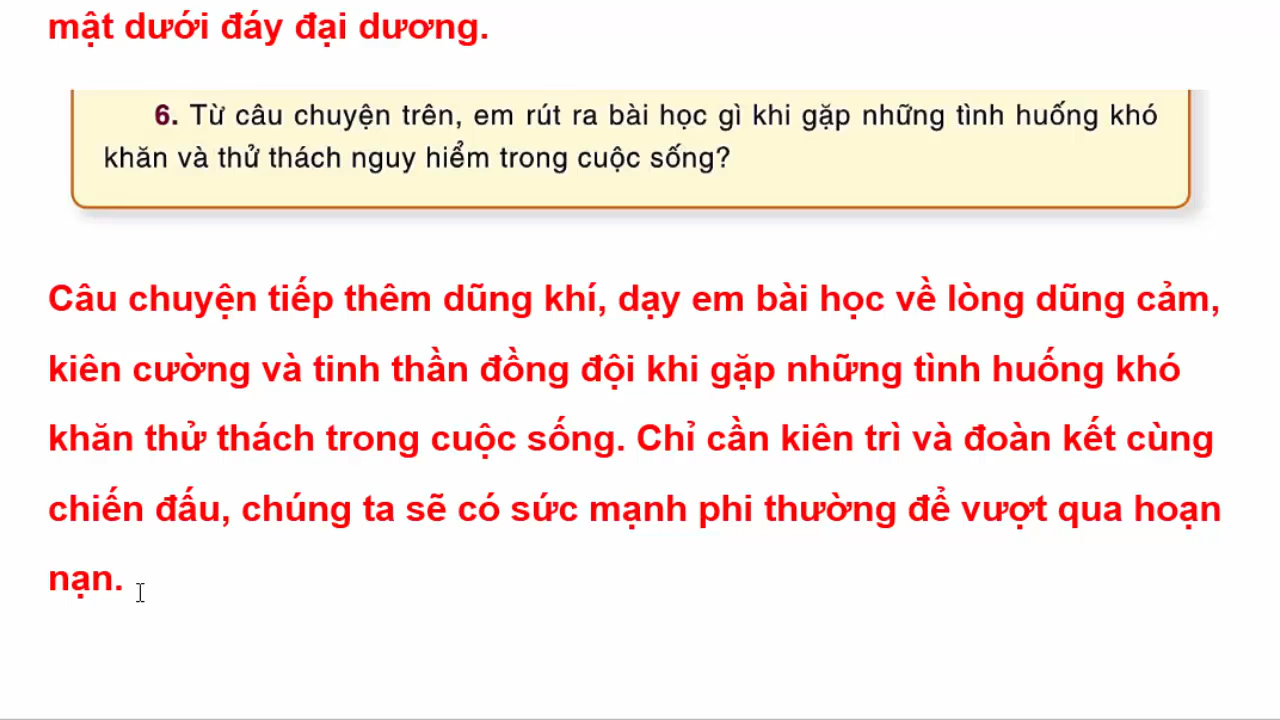 mật dưới đáy đại dương.
6. Từ câu chuyện trên, em rút ra bài học gì khi gặp những tình huống khó
khăn và thử thách nguy hiểm trong cuộc sống?
Câu chuyện tiếp thêm dũng khí, dạy em bài học về lòng dũng cảm,
kiên cường và tinh thần đồng đội khi gặp những tình huống khó
khăn thử thách trong cuộc sống. Chỉ cần kiên trì và đoàn kết cùng
chiến đấu, chúng ta sẽ có sức mạnh phi thường để vượt qua hoạn
nạn.